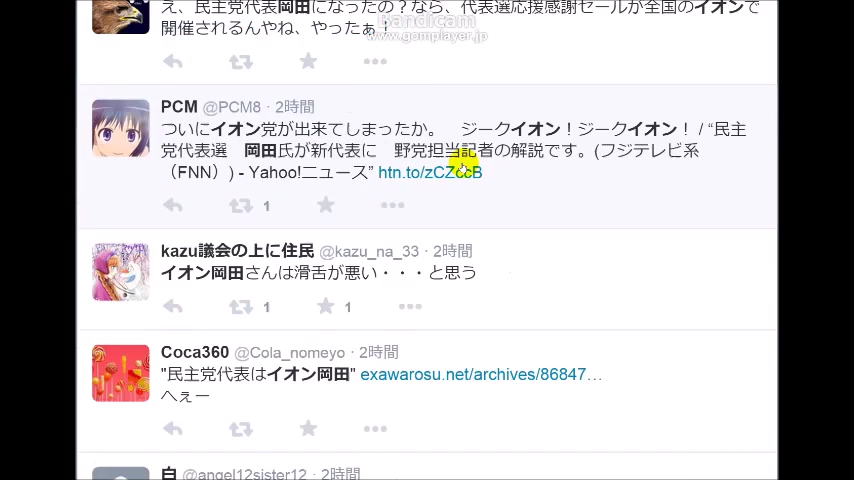 え、民主党代表岡田になったの？なら、代表選応援感謝セールが全国のイオンで
開催されるんやね、やったぁ！
Bandicam
www.gomplayer.jp
PCM @PCM8 · 2時間
ついにイオン党が出来てしまったか。　ジークイオン！ジークイオン！ / “民主
党代表選　岡田氏が新代表に　野党担当記者の解説です。(フジテレビ系
（FNN）) - Yahoo!ニュース” htn.to/zCZccB
1
kazu議会の上に住民 @kazu_na_33 · 2時間
イオン岡田さんは滑舌が悪い・・・と思う
1 1
Coca360 @Cola_nomeyo · 2時間
"民主党代表はイオン岡田" exawarosu.net/archives/86847…
へぇー
白 @angel12sister12 · 2時間